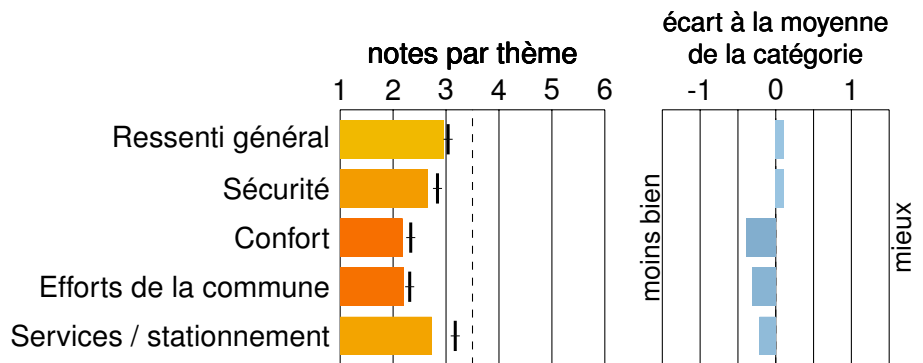 écart à la moyenne
notes par thème
de la catégorie
1 2 3 4 5 6
-1 0 1
Ressenti général
Sécurité
Confort
Efforts de la commune
Services / stationnement
moins bien
mieux